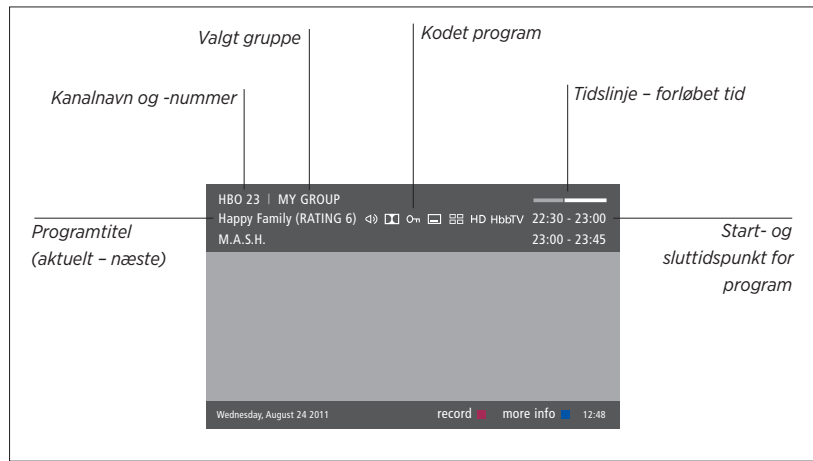 Valgt gruppe
Kodet program
Kanalnavn og -nummer
Tidslinje – forløbet tid
HBO 23 | MY GROUP
Happy Family (RATING 6) HD HbbTV 22:30 - 23:00
M.A.S.H. 23:00 - 23:45
Programtitel
(aktuelt – næste)
Start- og
sluttidspunkt for
program
Wednesday, August 24 2011 record more info 12:48